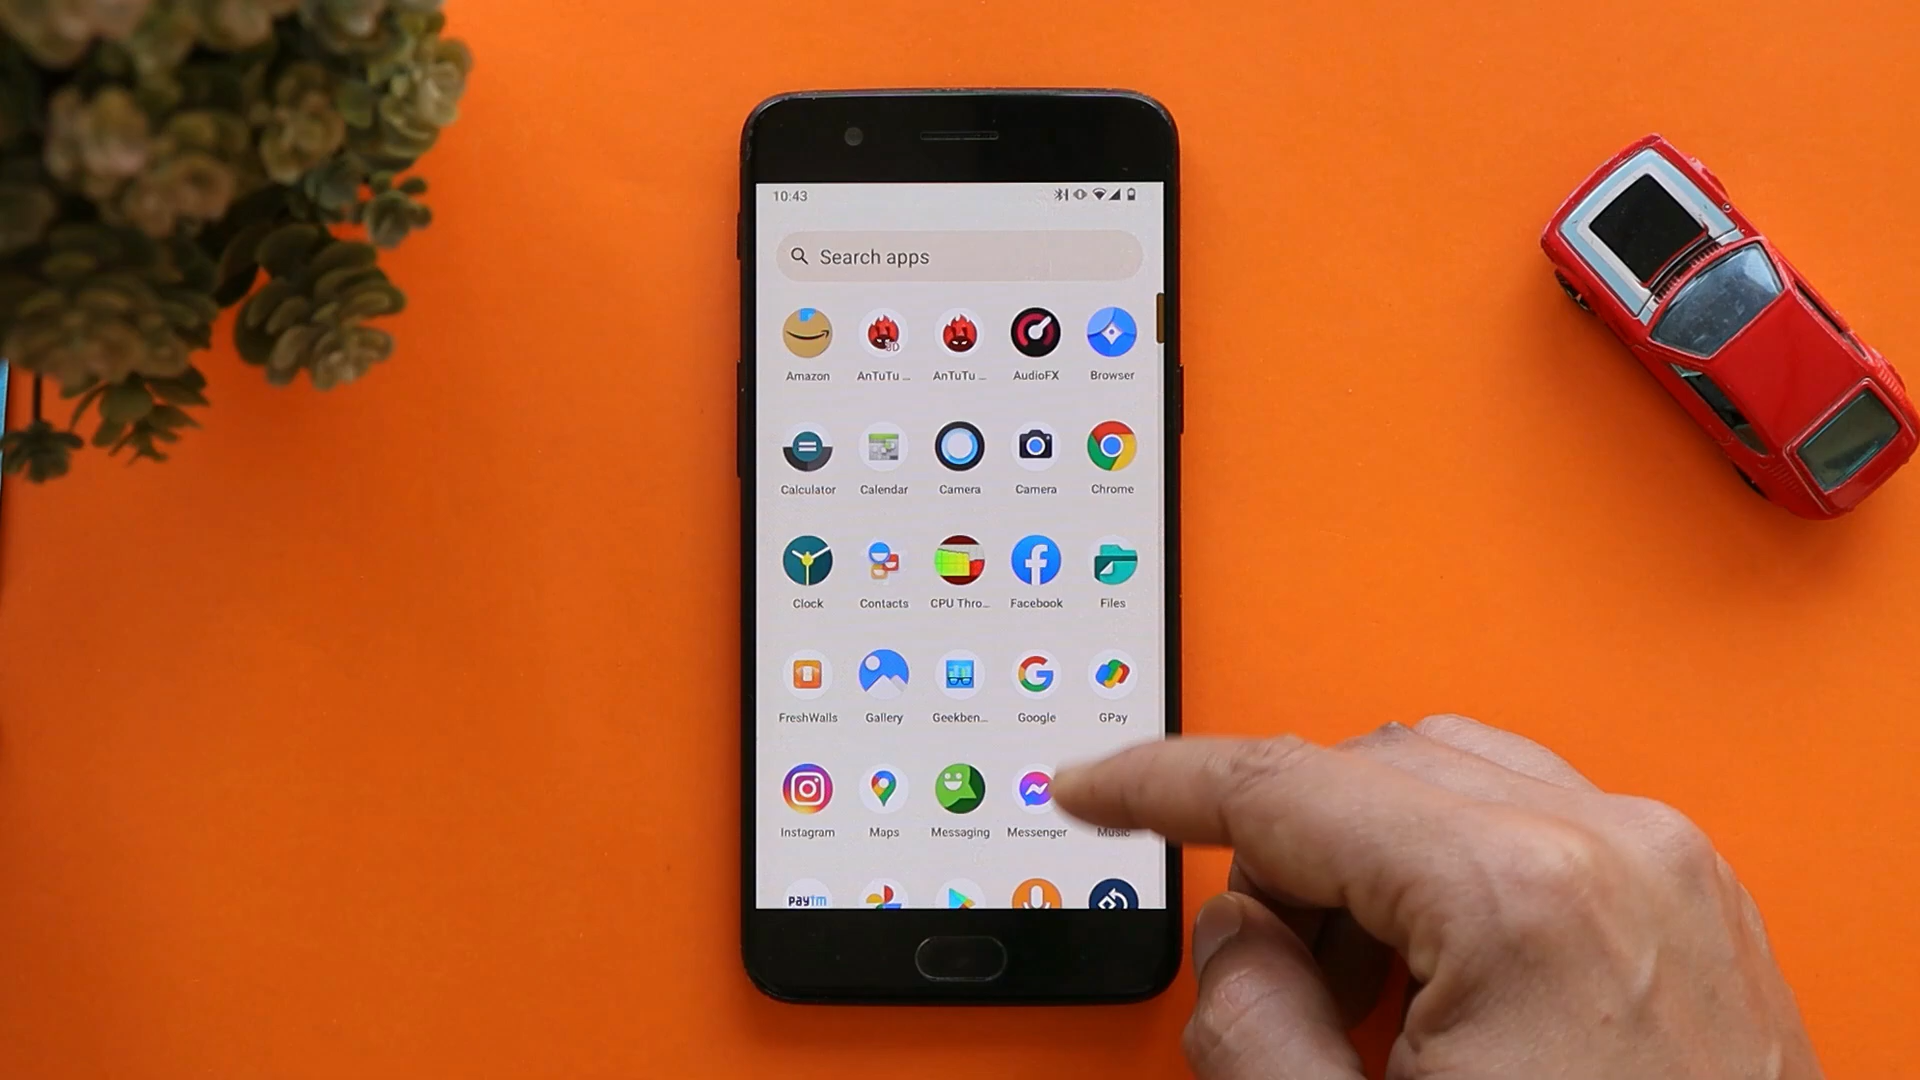 10:43
Search apps
Amazon AnTuTu ... AnTuTu ... AudioFX Browser
Calculator Calendar Camera Camera Chrome
Clock Contacts CPU Thro... Facebook Files
FreshWalls Gallery Geekben... Google GPay
Instagram Maps Messaging Messenger Music
paytm